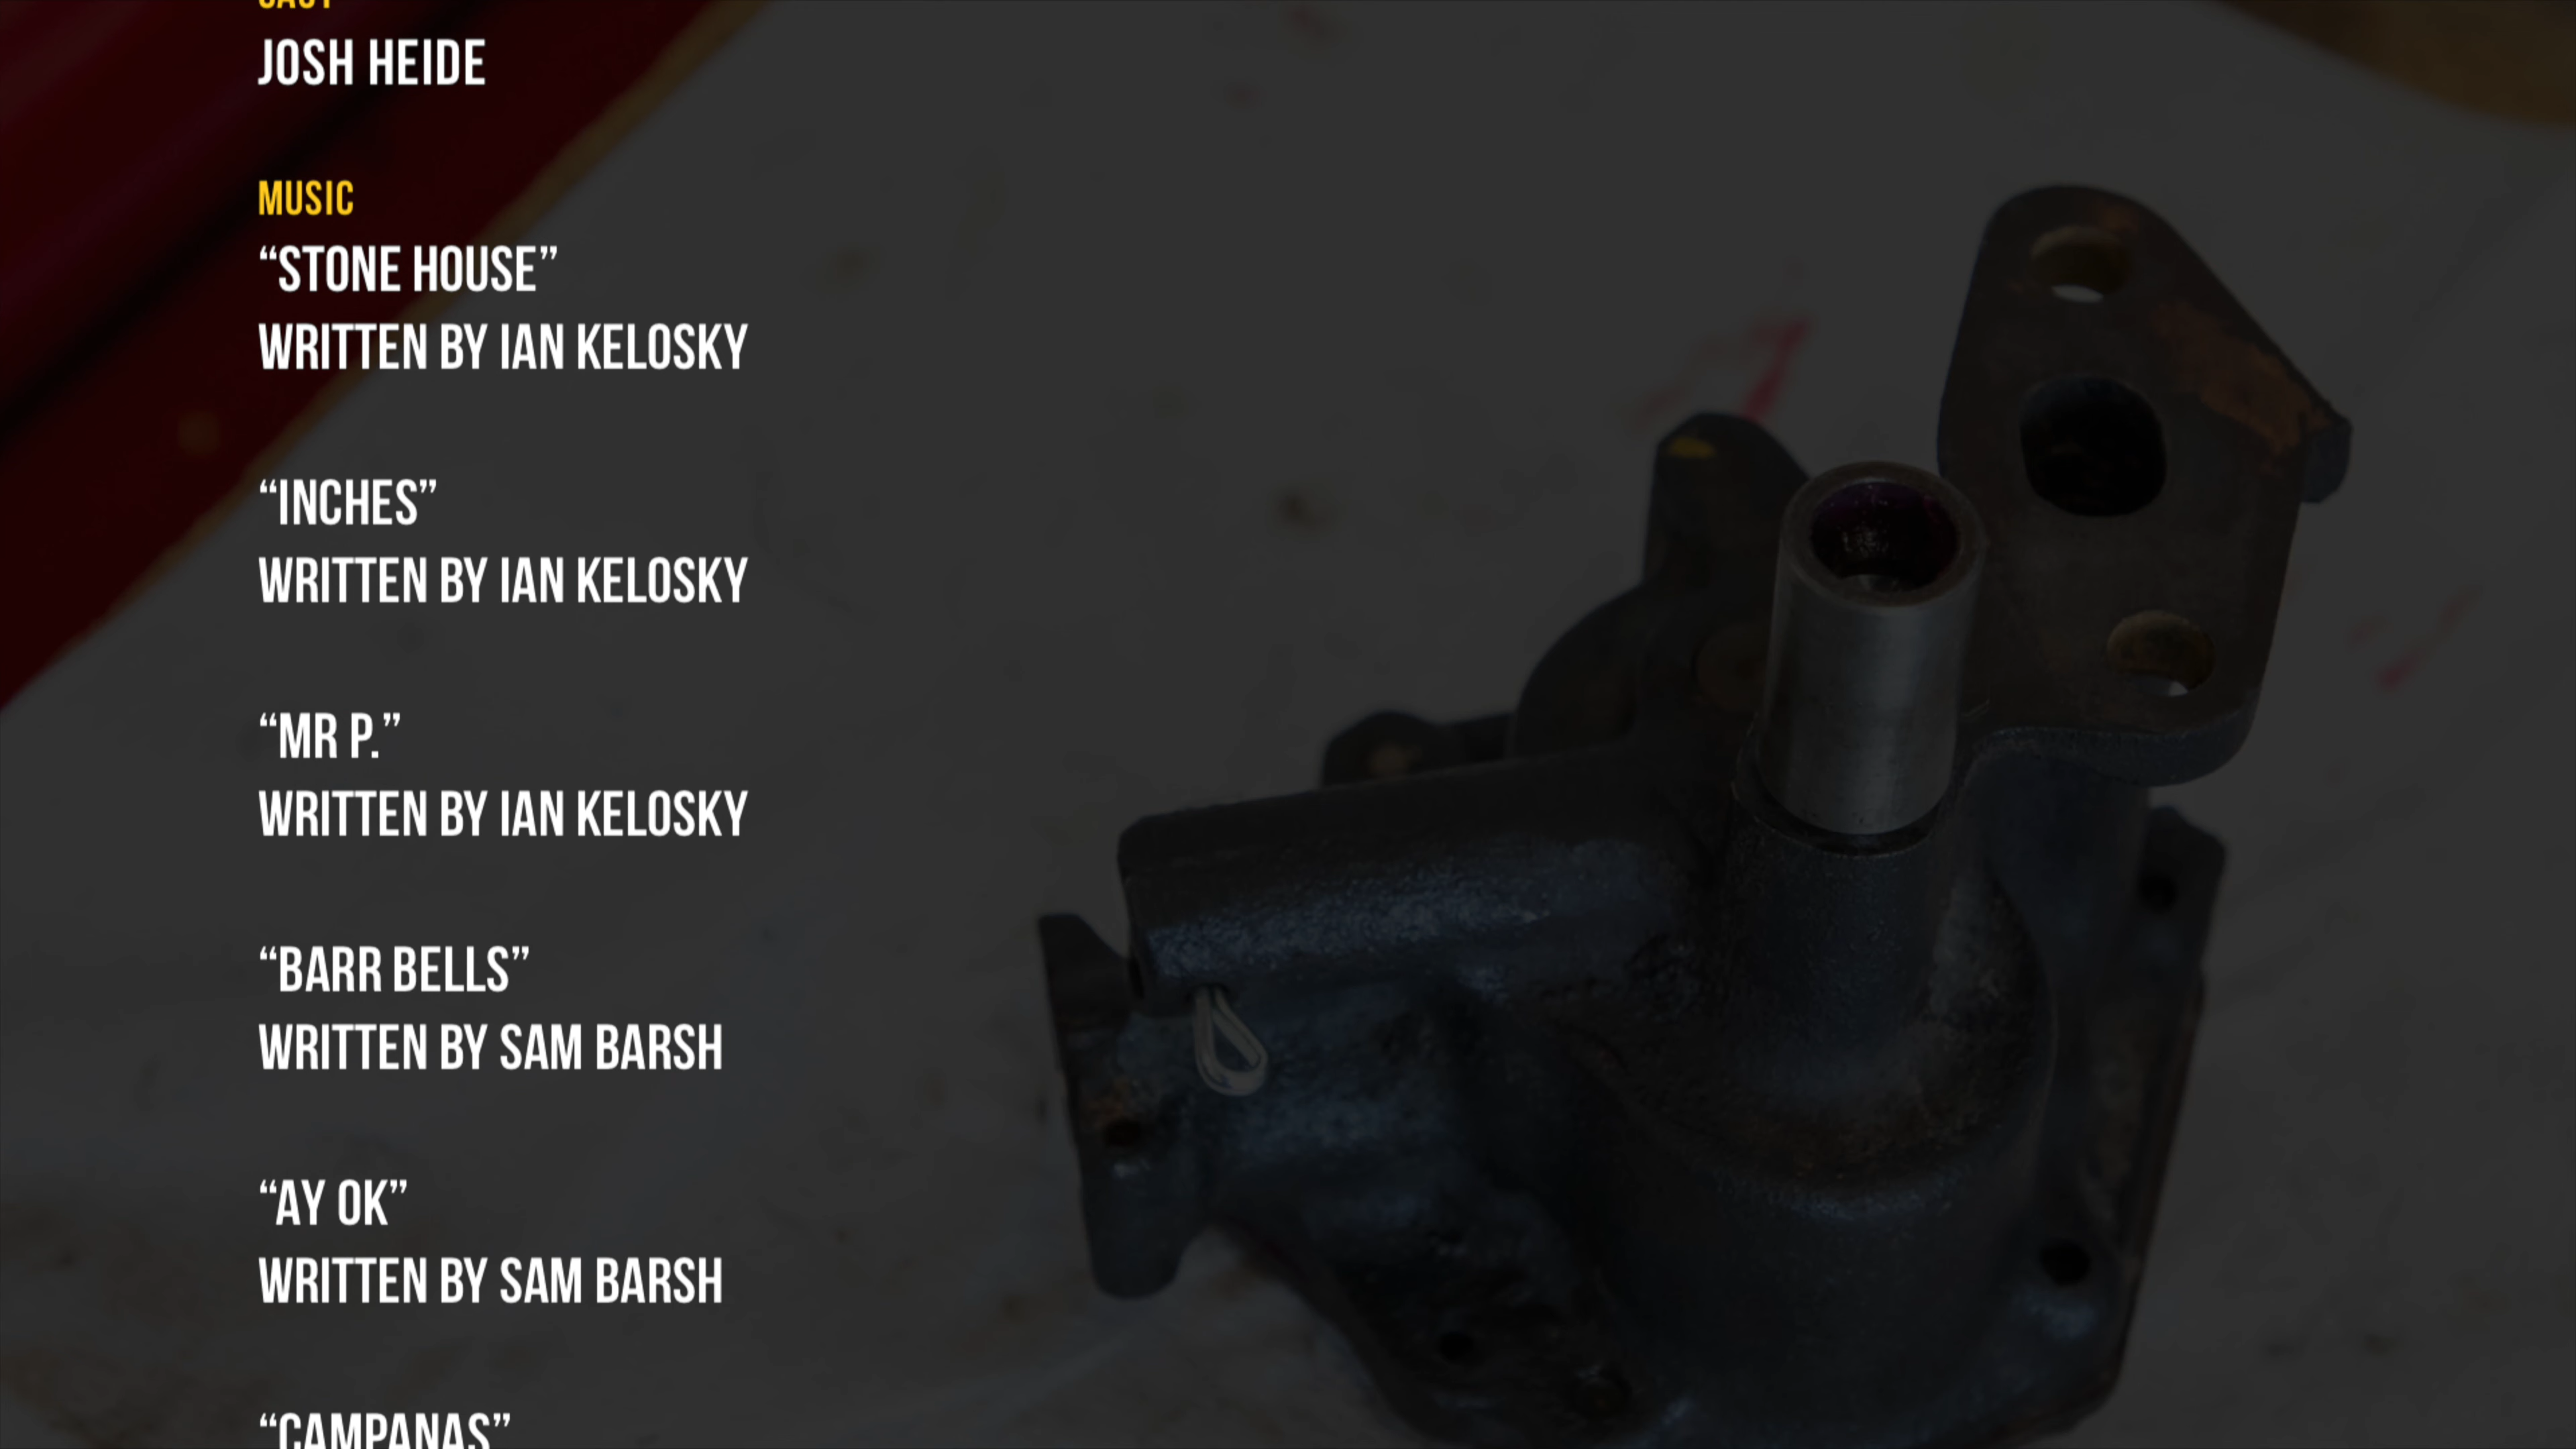 CAST
JOSH HEIDE
MUSIC
“STONE HOUSE”
WRITTEN BY IAN KELOSKY
“INCHES”
WRITTEN BY IAN KELOSKY
“MR P.”
WRITTEN BY IAN KELOSKY
“BARR BELLS”
WRITTEN BY SAM BARSH
“AY OK”
WRITTEN BY SAM BARSH
“CAMPANAS”